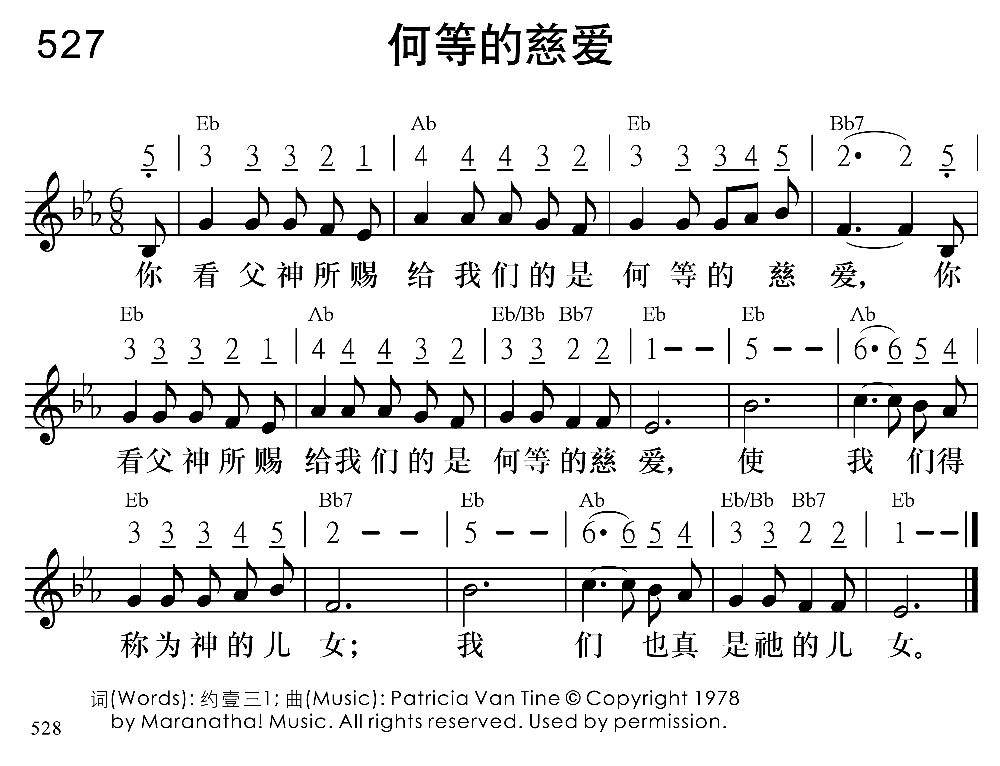 527 何等的慈爱
Eb Ab Eb Bb7
5 | 3 3 3 2 1 | 4 4 4 3 2 | 3 3 3 4 5 | 2· 2 5 |
6/8
你 看父神所赐 给我们的是 何等的 慈 爱, 你
Eb Ab Eb/Bb Bb7 Eb Eb Ab
3 3 3 2 1 | 4 4 4 3 2 | 3 3 2 2 | 1 – – | 5 – – | 6· 6 5 4 |
看父神所赐 给我们的是 何等的慈 爱, 使 我 们得
Eb Bb7 Eb Ab Eb/Bb Bb7 Eb
3 3 3 4 5 | 2 – – | 5 – – | 6· 6 5 4 | 3 3 2 2 | 1 – – ‖
称为神的儿 女; 我 们 也真 是祂的儿 女。
词(Words): 约壹三1; 曲(Music): Patricia Van Tine © Copyright 1978
by Maranatha! Music. All rights reserved. Used by permission.
528